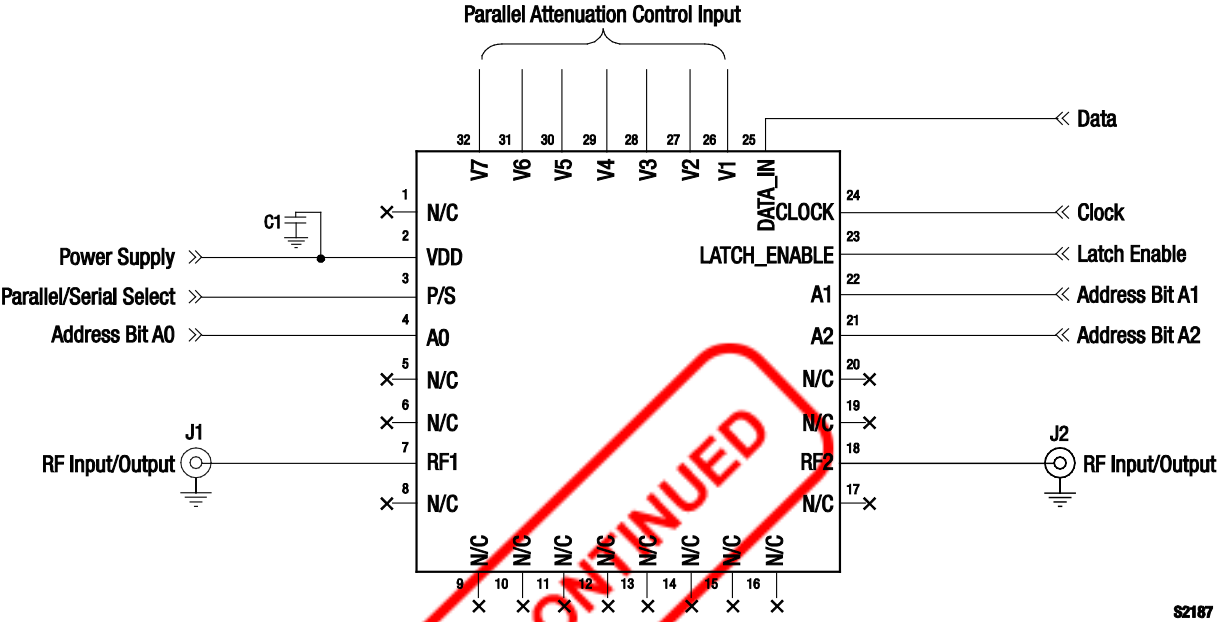 Parallel Attenuation Control Input
32 31 30 29 28 27 26 25
Data
V7 V6 V5 V4 V3 V2 V1 DATA_IN
1 N/C
CLOCK 24 Clock
C1
Power Supply 2 VDD
LATCH_ENABLE 23 Latch Enable
Parallel/Serial Select 3 P/S
A1 22 Address Bit A1
Address Bit A0 4 A0
A2 21 Address Bit A2
5 N/C
N/C 20
6 N/C
N/C 19
J1
RF Input/Output 7 RF1
RF2 18
J2
RF Input/Output
8 N/C
N/C 17
N/C N/C N/C N/C N/C N/C N/C N/C
9 10 11 12 13 14 15 16
ONTINUED
S2187